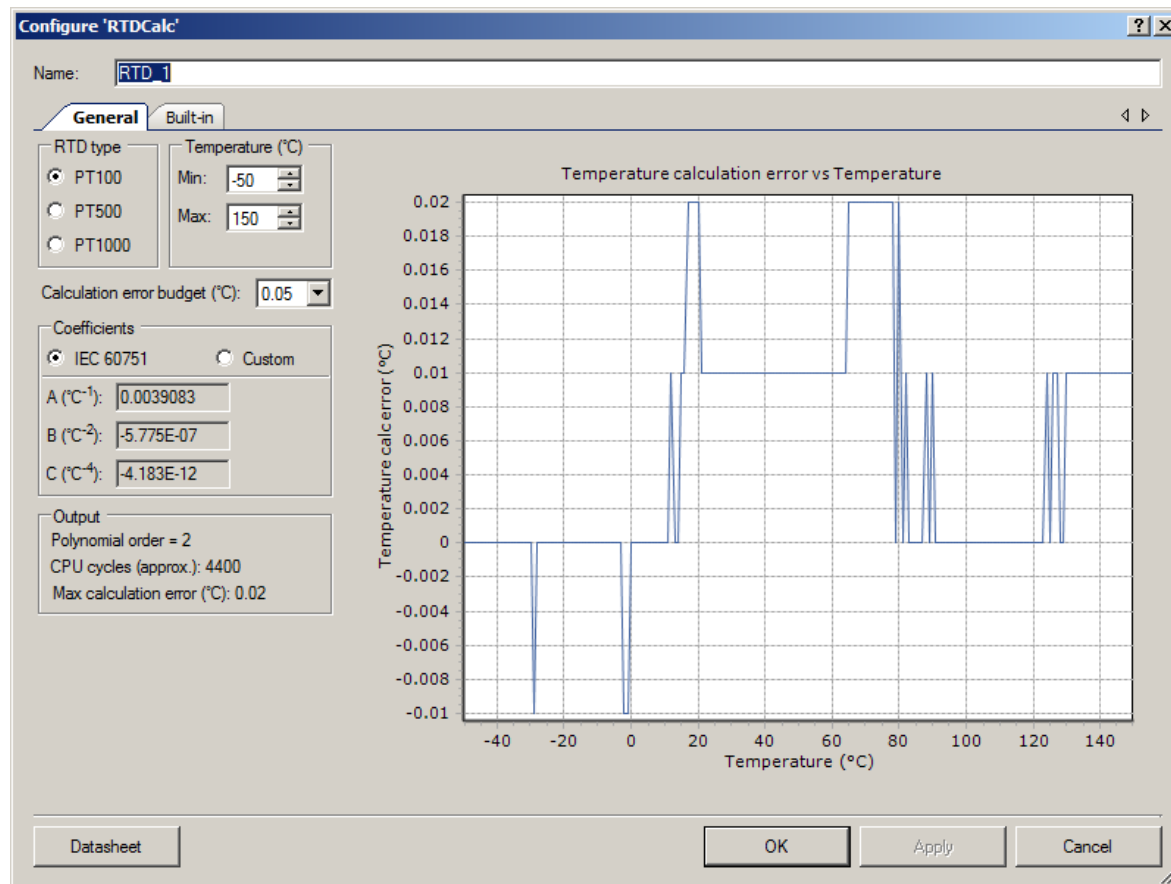 Configure 'RTDCalc'
Name: RTD_1
General Built-in
RTD type
PT100
PT500
PT1000
Temperature (°C)
Min: -50
Max: 150
Calculation error budget (°C): 0.05
Coefficients
IEC 60751 Custom
A (°C⁻¹): 0.0039083
B (°C⁻²): -5.775E-07
C (°C⁻⁴): -4.183E-12
Output
Polynomial order = 2
CPU cycles (approx.): 4400
Max calculation error (°C): 0.02
Temperature calculation error vs Temperature
Temperature calc error (°C)
0.02
0.018
0.016
0.014
0.012
0.01
0.008
0.006
0.004
0.002
0
-0.002
-0.004
-0.006
-0.008
-0.01
-40 -20 0 20 40 60 80 100 120 140
Temperature (°C)
Datasheet OK Apply Cancel